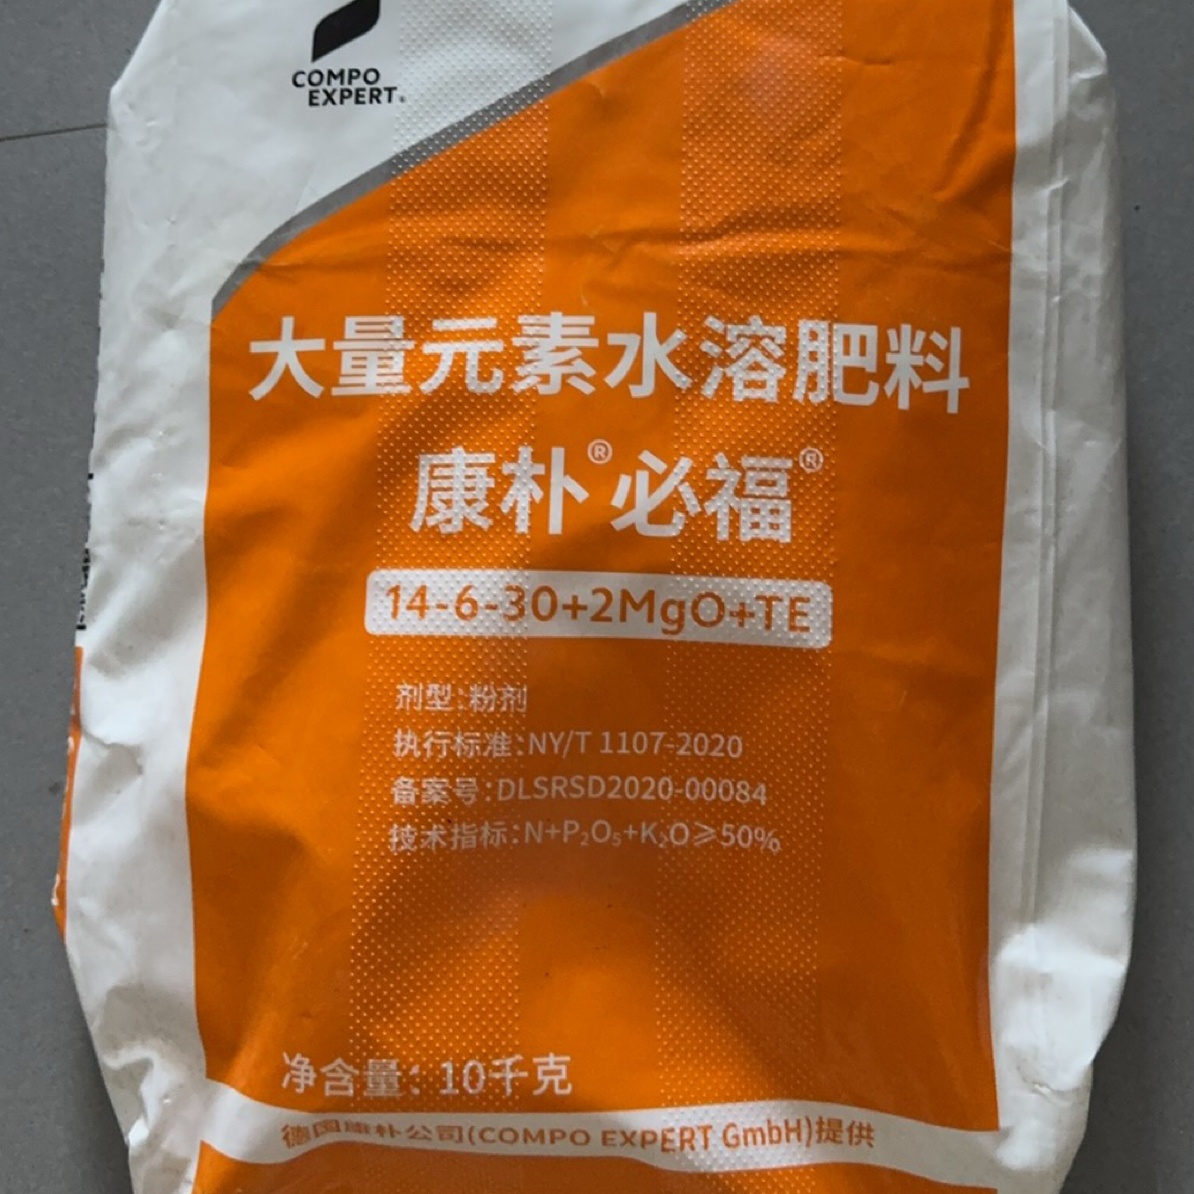 COMPO
EXPERT®
大量元素水溶肥料
康朴®必福®
14-6-30+2MgO+TE
剂型:粉剂
执行标准:NY/T 1107-2020
备案号:DLSRSD2020-00084
技术指标:N+P₂O₅+K₂O≥50%
净含量:10千克
德国康朴公司(COMPO EXPERT GmbH)提供